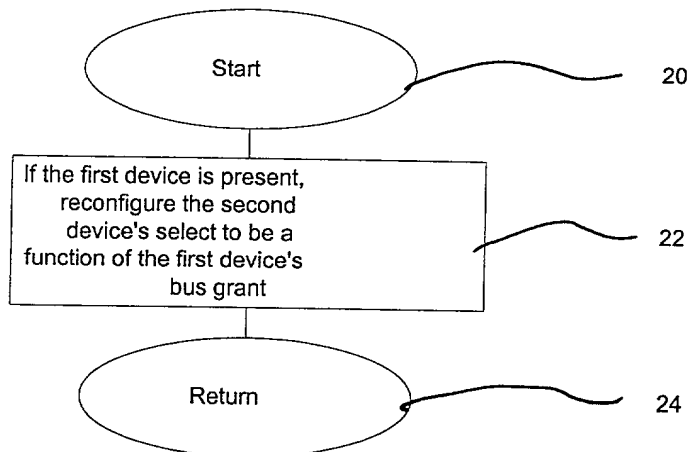 Start
20
If the first device is present,
reconfigure the second
device's select to be a
function of the first device's
bus grant
22
Return
24